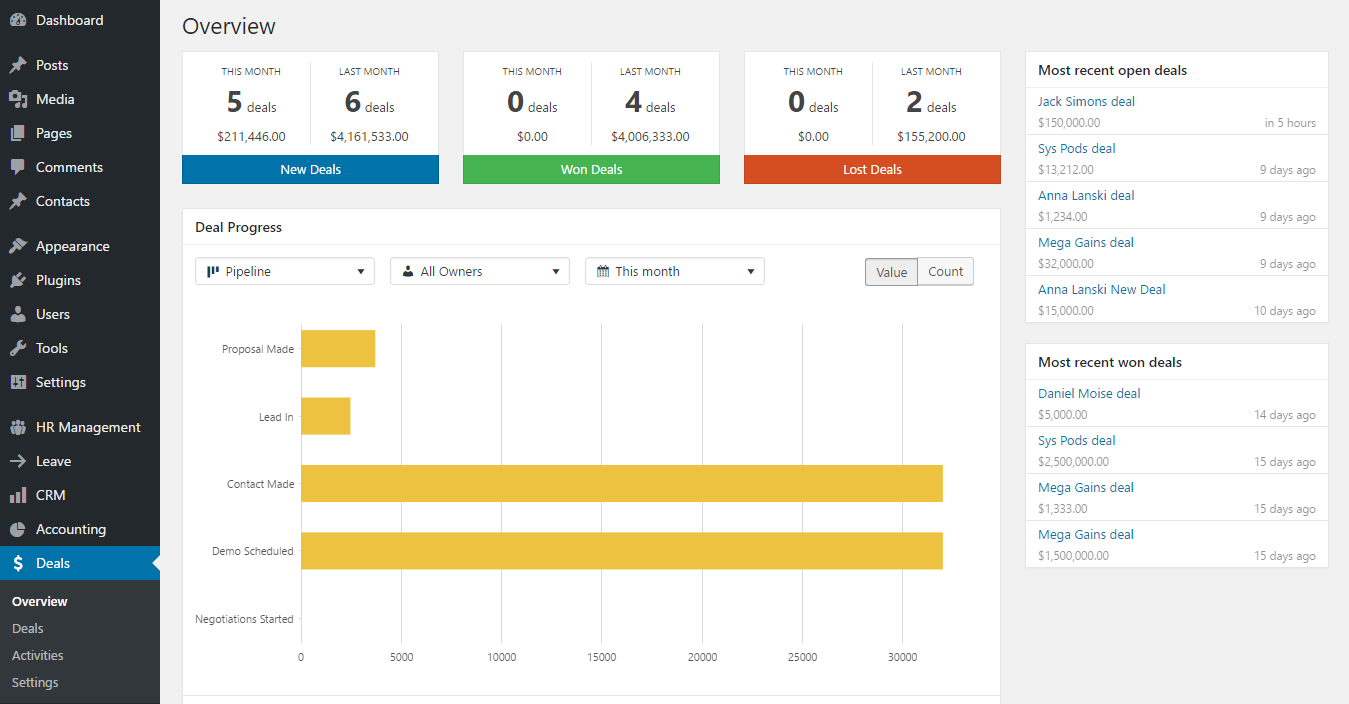 Dashboard
Posts
Media
Pages
Comments
Contacts
Appearance
Plugins
Users
Tools
Settings
HR Management
Leave
CRM
Accounting
Deals
Overview
Deals
Activities
Settings
Overview
THIS MONTH
5 deals
$211,446.00
LAST MONTH
6 deals
$4,161,533.00
New Deals
THIS MONTH
0 deals
$0.00
LAST MONTH
4 deals
$4,006,333.00
Won Deals
THIS MONTH
0 deals
$0.00
LAST MONTH
2 deals
$155,200.00
Lost Deals
Deal Progress
Pipeline
All Owners
This month
Value
Count
Proposal Made
Lead In
Contact Made
Demo Scheduled
Negotiations Started
0 5000 10000 15000 20000 25000 30000
Most recent open deals
Jack Simons deal
$150,000.00 in 5 hours
Sys Pods deal
$13,212.00 9 days ago
Anna Lanski deal
$1,234.00 9 days ago
Mega Gains deal
$32,000.00 9 days ago
Anna Lanski New Deal
$15,000.00 10 days ago
Most recent won deals
Daniel Moise deal
$5,000.00 14 days ago
Sys Pods deal
$2,500,000.00 15 days ago
Mega Gains deal
$1,333.00 15 days ago
Mega Gains deal
$1,500,000.00 15 days ago